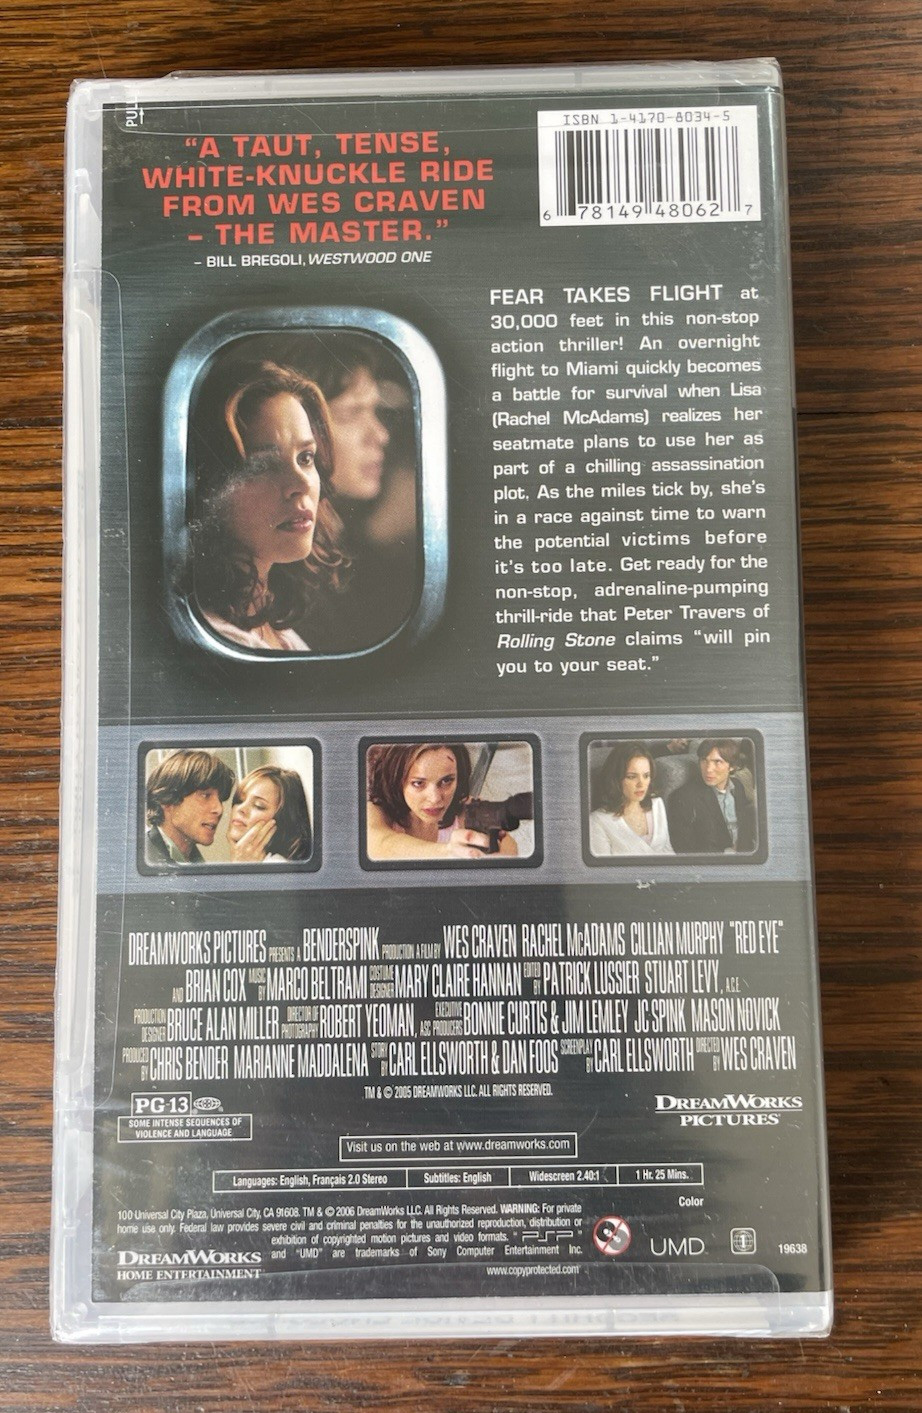 PULL
ISBN 1-4170-8034-5
6 78149 48062 7
“A TAUT, TENSE,
WHITE-KNUCKLE RIDE
FROM WES CRAVEN
– THE MASTER.”
– BILL BREGOLI, WESTWOOD ONE
FEAR TAKES FLIGHT at
30,000 feet in this non-stop
action thriller! An overnight
flight to Miami quickly becomes
a battle for survival when Lisa
(Rachel McAdams) realizes her
seatmate plans to use her as
part of a chilling assassination
plot. As the miles tick by, she's
in a race against time to warn
the potential victims before
it's too late. Get ready for the
non-stop, adrenaline-pumping
thrill-ride that Peter Travers of
Rolling Stone claims “will pin
you to your seat.”
DREAMWORKS PICTURES PRESENTS A BENDERSPINK PRODUCTION A FILM BY WES CRAVEN RACHEL McADAMS CILLIAN MURPHY "RED EYE"
AND BRIAN COX MUSIC BY MARCO BELTRAMI COSTUME DESIGNER MARY CLAIRE HANNAN EDITED BY PATRICK LUSSIER STUART LEVY, A.C.E.
PRODUCTION DESIGNER BRUCE ALAN MILLER DIRECTOR OF PHOTOGRAPHY ROBERT YEOMAN, ASC EXECUTIVE PRODUCERS BONNIE CURTIS & JIM LEMLEY JC SPINK MASON NOVICK
PRODUCED BY CHRIS BENDER MARIANNE MADDALENA STORY BY CARL ELLSWORTH & DAN FOOS SCREENPLAY BY CARL ELLSWORTH DIRECTED BY WES CRAVEN
TM & © 2005 DREAMWORKS LLC. ALL RIGHTS RESERVED.
PG-13
SOME INTENSE SEQUENCES OF
VIOLENCE AND LANGUAGE
DREAMWORKS
PICTURES
Visit us on the web at www.dreamworks.com
Languages: English, Français 2.0 Stereo Subtitles: English Widescreen 2.40:1 1 Hr. 25 Mins.
Color
100 Universal City Plaza, Universal City, CA 91608. TM & © 2006 DreamWorks LLC. All Rights Reserved. WARNING: For private
home use only. Federal law provides severe civil and criminal penalties for the unauthorized reproduction, distribution or
exhibition of copyrighted motion pictures and video formats. "PSP"
and "UMD" are trademarks of Sony Computer Entertainment Inc.
DREAMWORKS
HOME ENTERTAINMENT
www.copyprotected.com
UMD
1
19638